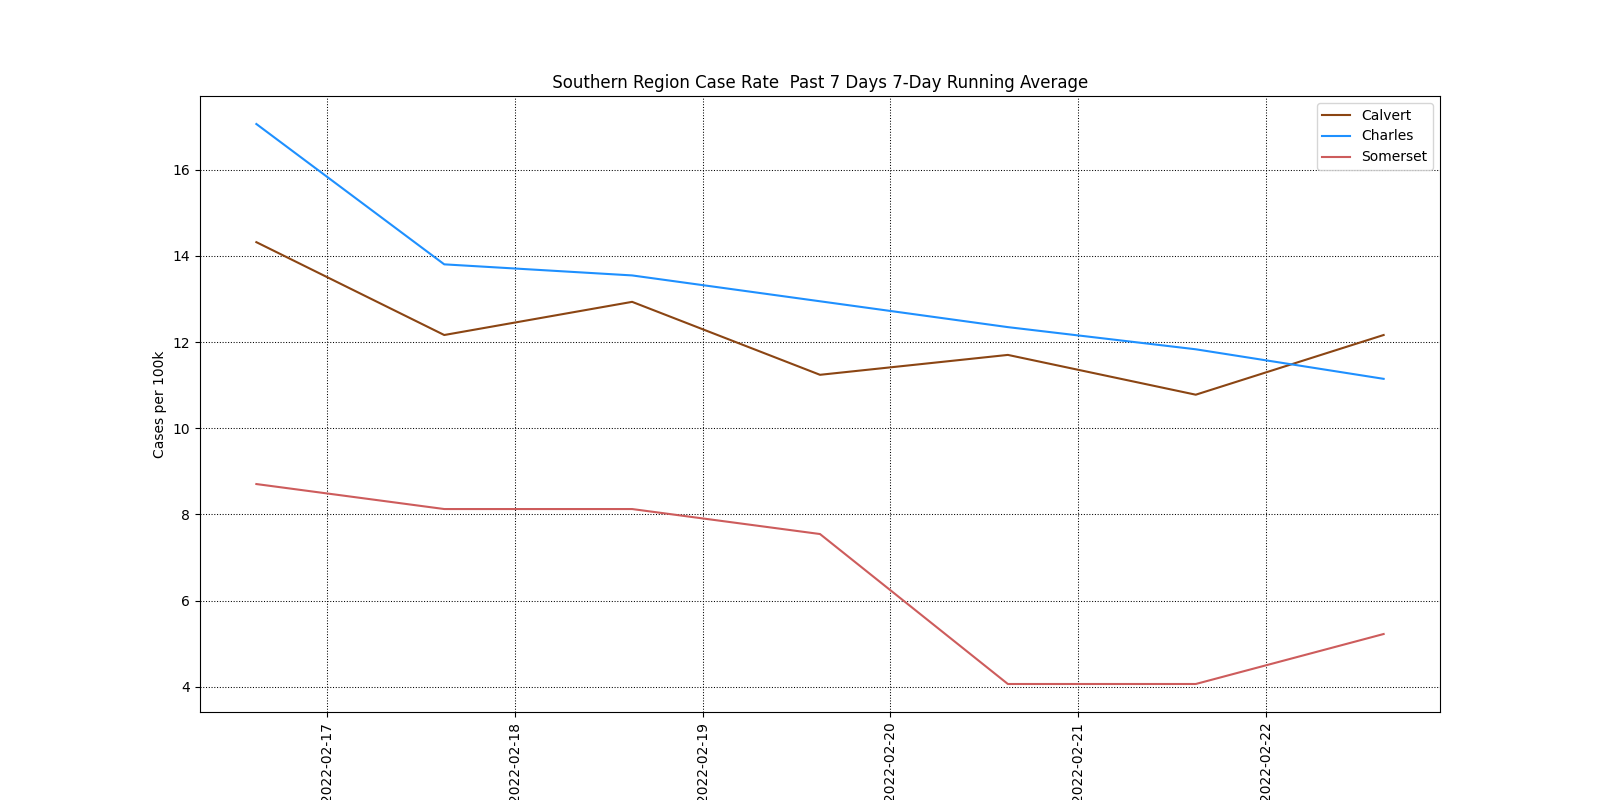 Southern Region Case Rate  Past 7 Days 7-Day Running Average
Calvert
Charles
Somerset
Cases per 100k
16
14
12
10
8
6
4
2022-02-17
2022-02-18
2022-02-19
2022-02-20
2022-02-21
2022-02-22